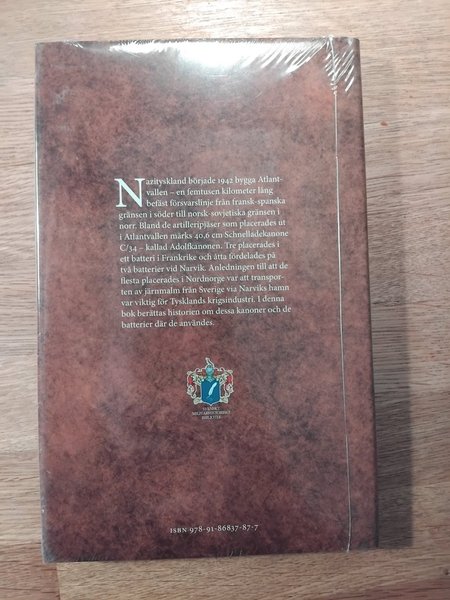 Nazityskland började 1942 bygga Atlant-
vallen – en femtusen kilometer lång
befäst försvarslinje från fransk-spanska
gränsen i söder till norsk-sovjetiska gränsen i
norr. Bland de artilleripjäser som placerades ut
i Atlantvallen märks 40,6 cm Schnelladekanone
C/34 – kallad Adolfkanonen. Tre placerades i
ett batteri i Frankrike och åtta fördelades på
två batterier vid Narvik. Anledningen till att de
flesta placerades i Nordnorge var att transpor-
ten av järnmalm från Sverige via Narviks hamn
var viktig för Tysklands krigsindustri. I denna
bok berättas historien om dessa kanoner och de
batterier där de användes.
SVENSKT
MILITÄRHISTORISKT
BIBLIOTEK
ISBN 978-91-86837-87-7